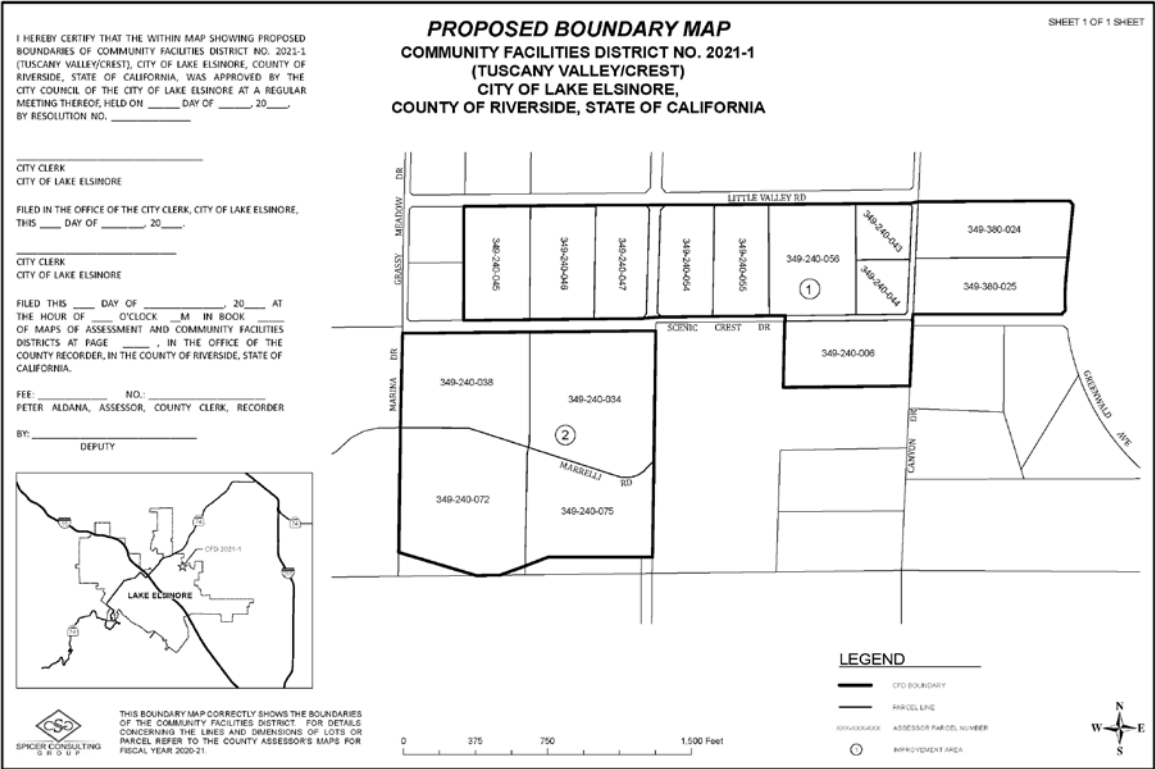 SHEET 1 OF 1 SHEET
PROPOSED BOUNDARY MAP
COMMUNITY FACILITIES DISTRICT NO. 2021-1
(TUSCANY VALLEY/CREST)
CITY OF LAKE ELSINORE,
COUNTY OF RIVERSIDE, STATE OF CALIFORNIA
I HEREBY CERTIFY THAT THE WITHIN MAP SHOWING PROPOSED
BOUNDARIES OF COMMUNITY FACILITIES DISTRICT NO. 2021-1
(TUSCANY VALLEY/CREST), CITY OF LAKE ELSINORE, COUNTY OF
RIVERSIDE, STATE OF CALIFORNIA, WAS APPROVED BY THE
CITY COUNCIL OF THE CITY OF LAKE ELSINORE AT A REGULAR
MEETING THEREOF, HELD ON ______ DAY OF ______, 20____,
BY RESOLUTION NO. _______________
CITY CLERK
CITY OF LAKE ELSINORE
FILED IN THE OFFICE OF THE CITY CLERK, CITY OF LAKE ELSINORE,
THIS ____ DAY OF ________, 20____.
CITY CLERK
CITY OF LAKE ELSINORE
FILED THIS ____ DAY OF _______________, 20____ AT
THE HOUR OF ____ O'CLOCK __M IN BOOK _____
OF MAPS OF ASSESSMENT AND COMMUNITY FACILITIES
DISTRICTS AT PAGE _____ , IN THE OFFICE OF THE
COUNTY RECORDER, IN THE COUNTY OF RIVERSIDE, STATE OF
CALIFORNIA.
FEE: _____________ NO.: ______________________
PETER ALDANA, ASSESSOR, COUNTY CLERK, RECORDER
BY: _______________________________
DEPUTY
GRASSY MEADOW DR
LITTLE VALLEY RD
349-240-045
349-240-046
349-240-047
349-240-054
349-240-055
349-240-056
1
349-240-043
349-240-044
349-380-024
349-380-025
SCENIC CREST DR
349-240-006
MARINA DR
349-240-038
349-240-034
2
MARRELLI RD
349-240-072
349-240-075
CANYON DR
GREENWALD AVE
15
74
74
CFD 2021-1
LAKE ELSINORE
74
LEGEND
CFD BOUNDARY
PARCEL LINE
XXX-XXX-XXX ASSESSOR PARCEL NUMBER
1 IMPROVEMENT AREA
N
W E
S
CSG
SPICER CONSULTING
GROUP
THIS BOUNDARY MAP CORRECTLY SHOWS THE BOUNDARIES
OF THE COMMUNITY FACILITIES DISTRICT. FOR DETAILS
CONCERNING THE LINES AND DIMENSIONS OF LOTS OR
PARCEL REFER TO THE COUNTY ASSESSOR'S MAPS FOR
FISCAL YEAR 2020-21.
0 375 750 1,500 Feet